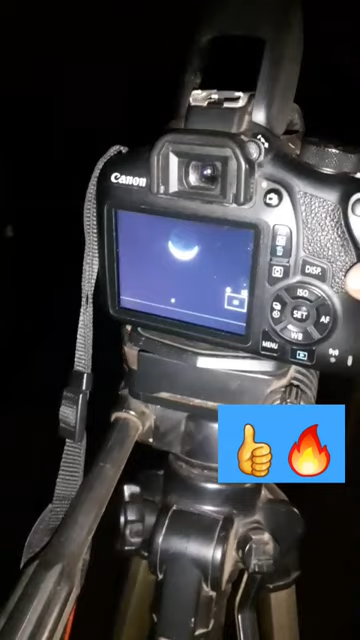 Canon
DISP.
ISO
SET
AF
WB
MENU